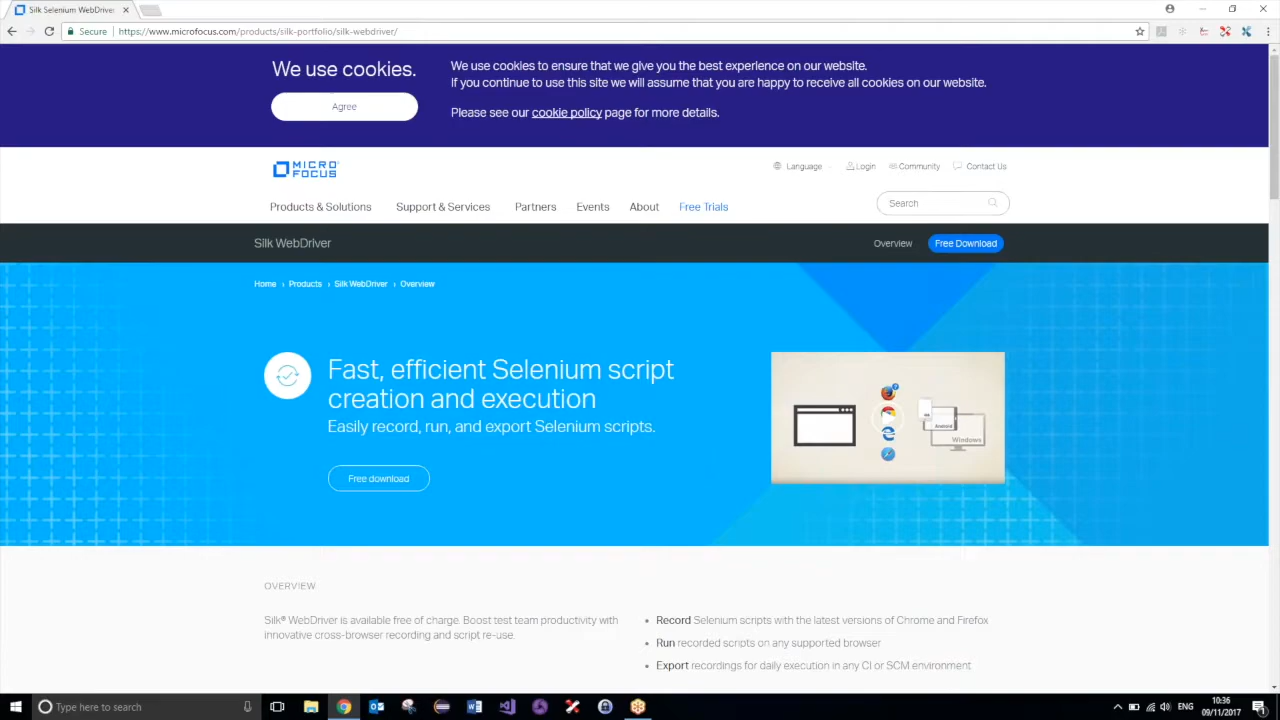 Silk Selenium WebDriver
Secure
https://www.microfocus.com/products/silk-portfolio/silk-webdriver/
We use cookies.
Agree
We use cookies to ensure that we give you the best experience on our website.
If you continue to use this site we will assume that you are happy to receive all cookies on our website.
Please see our cookie policy page for more details.
MICRO
FOCUS
Language
Login
Community
Contact Us
Products & Solutions
Support & Services
Partners
Events
About
Free Trials
Search
Silk WebDriver
Overview
Free Download
Home › Products › Silk WebDriver › Overview
Fast, efficient Selenium script
creation and execution
Easily record, run, and export Selenium scripts.
Free download
Android
Windows
OVERVIEW
Silk® WebDriver is available free of charge. Boost test team productivity with
innovative cross-browser recording and script re-use.
• Record Selenium scripts with the latest versions of Chrome and Firefox
• Run recorded scripts on any supported browser
• Export recordings for daily execution in any CI or SCM environment
Type here to search
ENG
10:36
09/11/2017